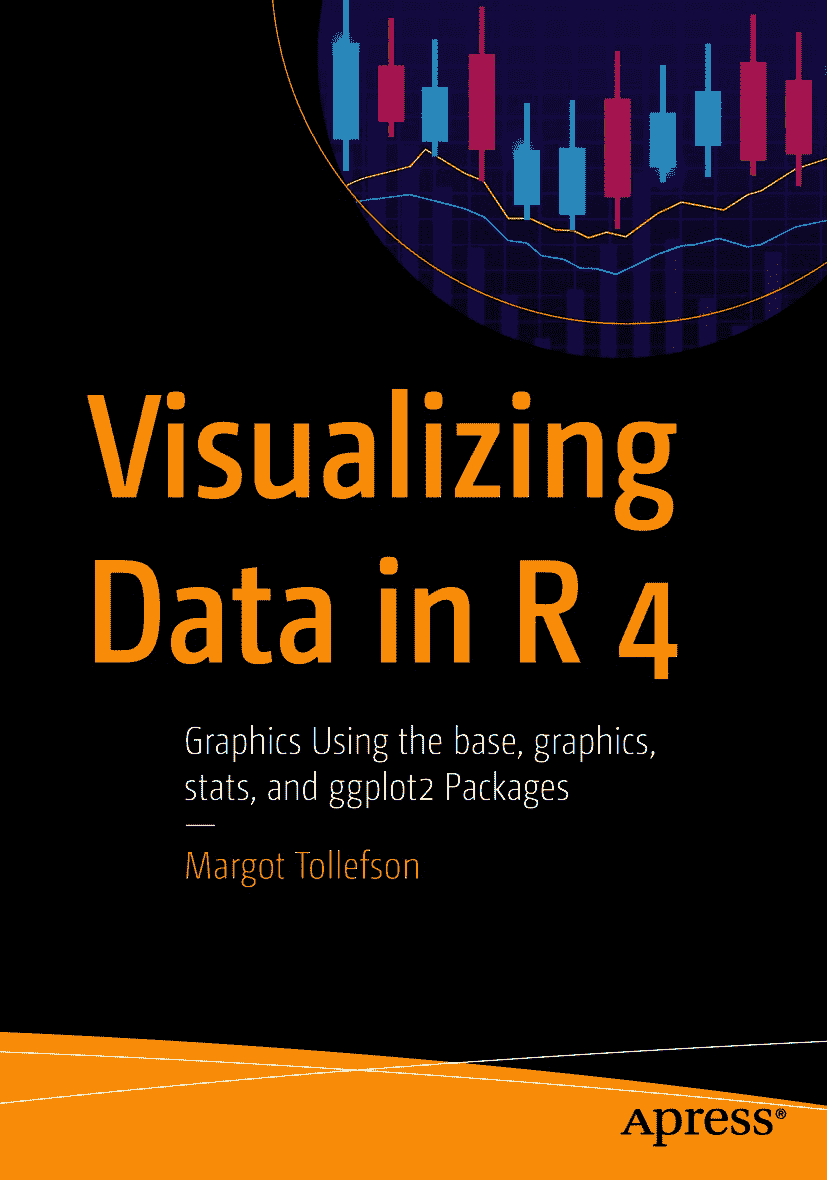 Visualizing
Data in R 4
Graphics Using the base, graphics,
stats, and ggplot2 Packages
Margot Tollefson
Apress®